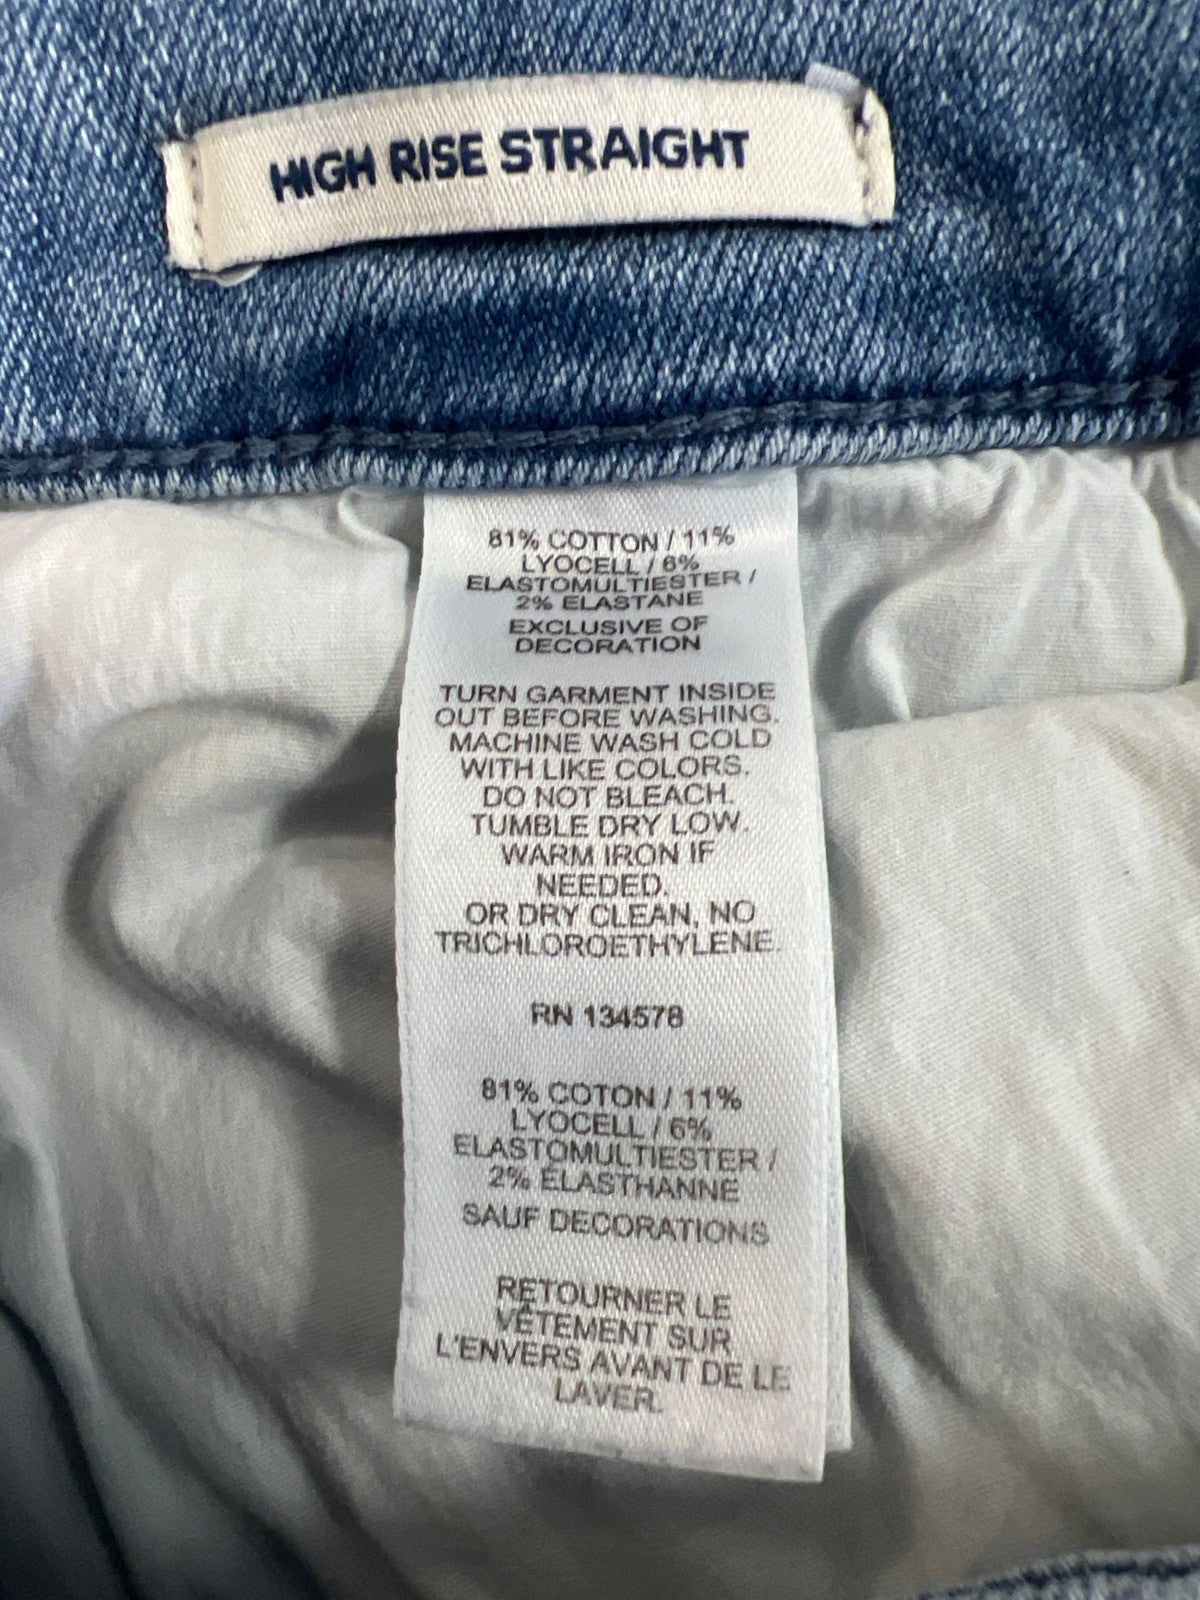 HIGH RISE STRAIGHT
81% COTTON / 11%
LYOCELL / 6%
ELASTOMULTIESTER /
2% ELASTANE
EXCLUSIVE OF
DECORATION
TURN GARMENT INSIDE
OUT BEFORE WASHING.
MACHINE WASH COLD
WITH LIKE COLORS.
DO NOT BLEACH.
TUMBLE DRY LOW.
WARM IRON IF
NEEDED.
OR DRY CLEAN, NO
TRICHLOROETHYLENE.
RN 134578
81% COTON / 11%
LYOCELL / 6%
ELASTOMULTIESTER /
2% ÉLASTHANNE
SAUF DECORATIONS
RETOURNER LE
VÊTEMENT SUR
L'ENVERS AVANT DE LE
LAVER.